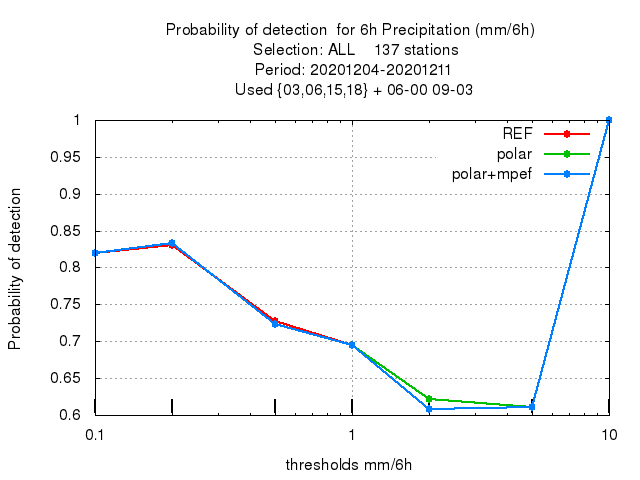 Probability of detection  for 6h Precipitation (mm/6h)
Selection: ALL    137 stations
Period: 20201204-20201211
Used {03,06,15,18} + 06-00 09-03
Probability of detection
1
0.95
0.9
0.85
0.8
0.75
0.7
0.65
0.6
REF
polar
polar+mpef
0.1 1 10
thresholds mm/6h